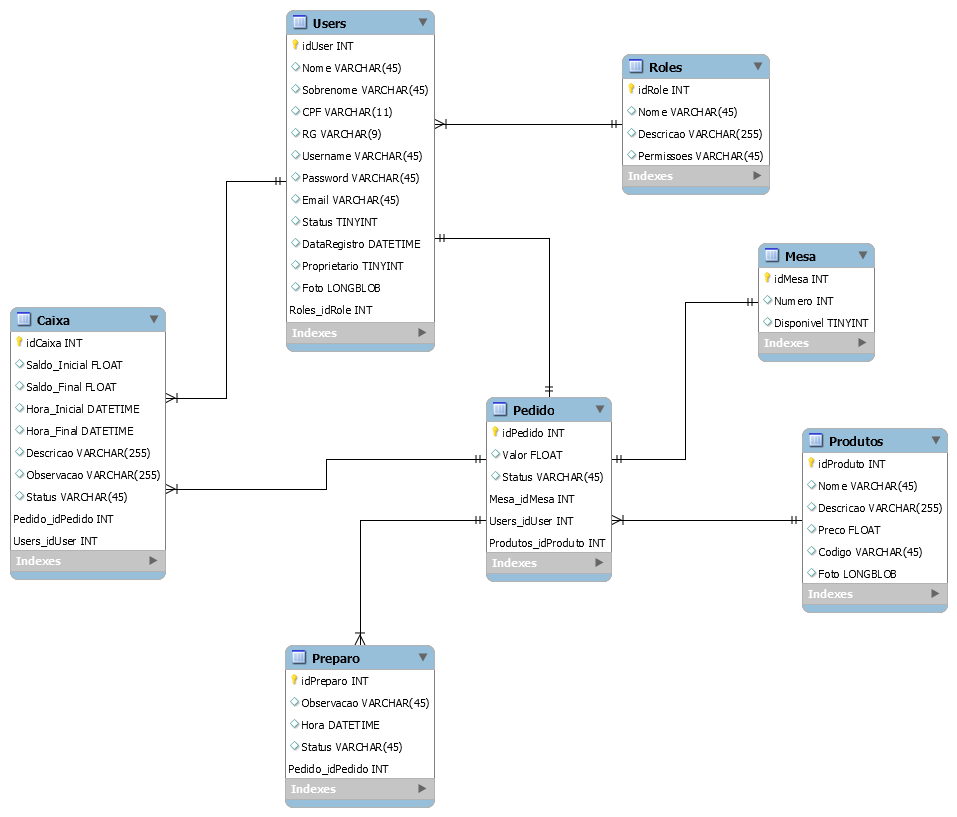 Users
idUser INT
Nome VARCHAR(45)
Sobrenome VARCHAR(45)
CPF VARCHAR(11)
RG VARCHAR(9)
Username VARCHAR(45)
Password VARCHAR(45)
Email VARCHAR(45)
Status TINYINT
DataRegistro DATETIME
Proprietario TINYINT
Foto LONGBLOB
Roles_idRole INT
Indexes
Roles
idRole INT
Nome VARCHAR(45)
Descricao VARCHAR(255)
Permissoes VARCHAR(45)
Indexes
Mesa
idMesa INT
Numero INT
Disponivel TINYINT
Indexes
Caixa
idCaixa INT
Saldo_Inicial FLOAT
Saldo_Final FLOAT
Hora_Inicial DATETIME
Hora_Final DATETIME
Descricao VARCHAR(255)
Observacao VARCHAR(255)
Status VARCHAR(45)
Pedido_idPedido INT
Users_idUser INT
Indexes
Pedido
idPedido INT
Valor FLOAT
Status VARCHAR(45)
Mesa_idMesa INT
Users_idUser INT
Produtos_idProduto INT
Indexes
Produtos
idProduto INT
Nome VARCHAR(45)
Descricao VARCHAR(255)
Preco FLOAT
Codigo VARCHAR(45)
Foto LONGBLOB
Indexes
Preparo
idPreparo INT
Observacao VARCHAR(45)
Hora DATETIME
Status VARCHAR(45)
Pedido_idPedido INT
Indexes